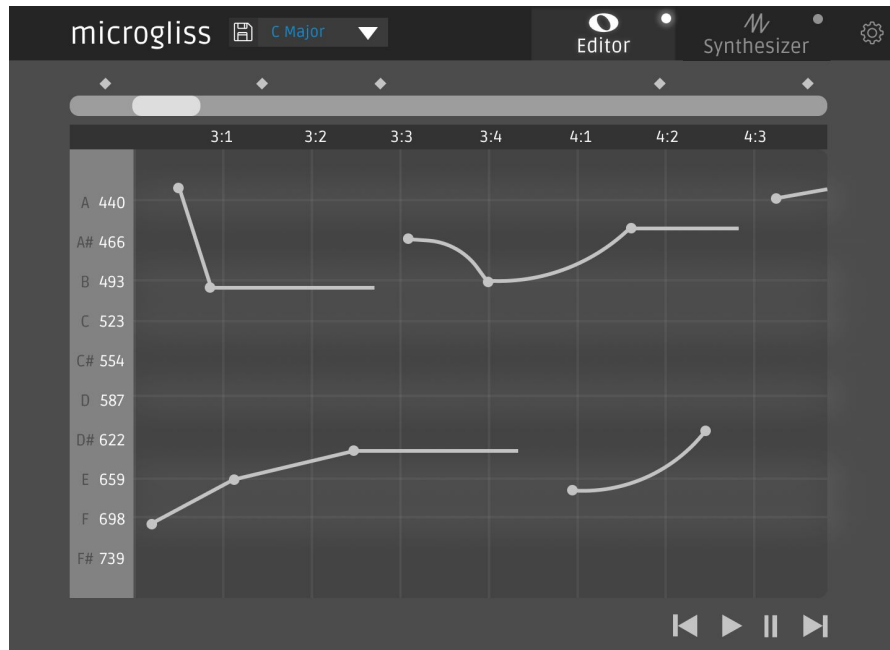 microgliss C Major Editor Synthesizer
3:1 3:2 3:3 3:4 4:1 4:2 4:3
A 440
A# 466
B 493
C 523
C# 554
D 587
D# 622
E 659
F 698
F# 739